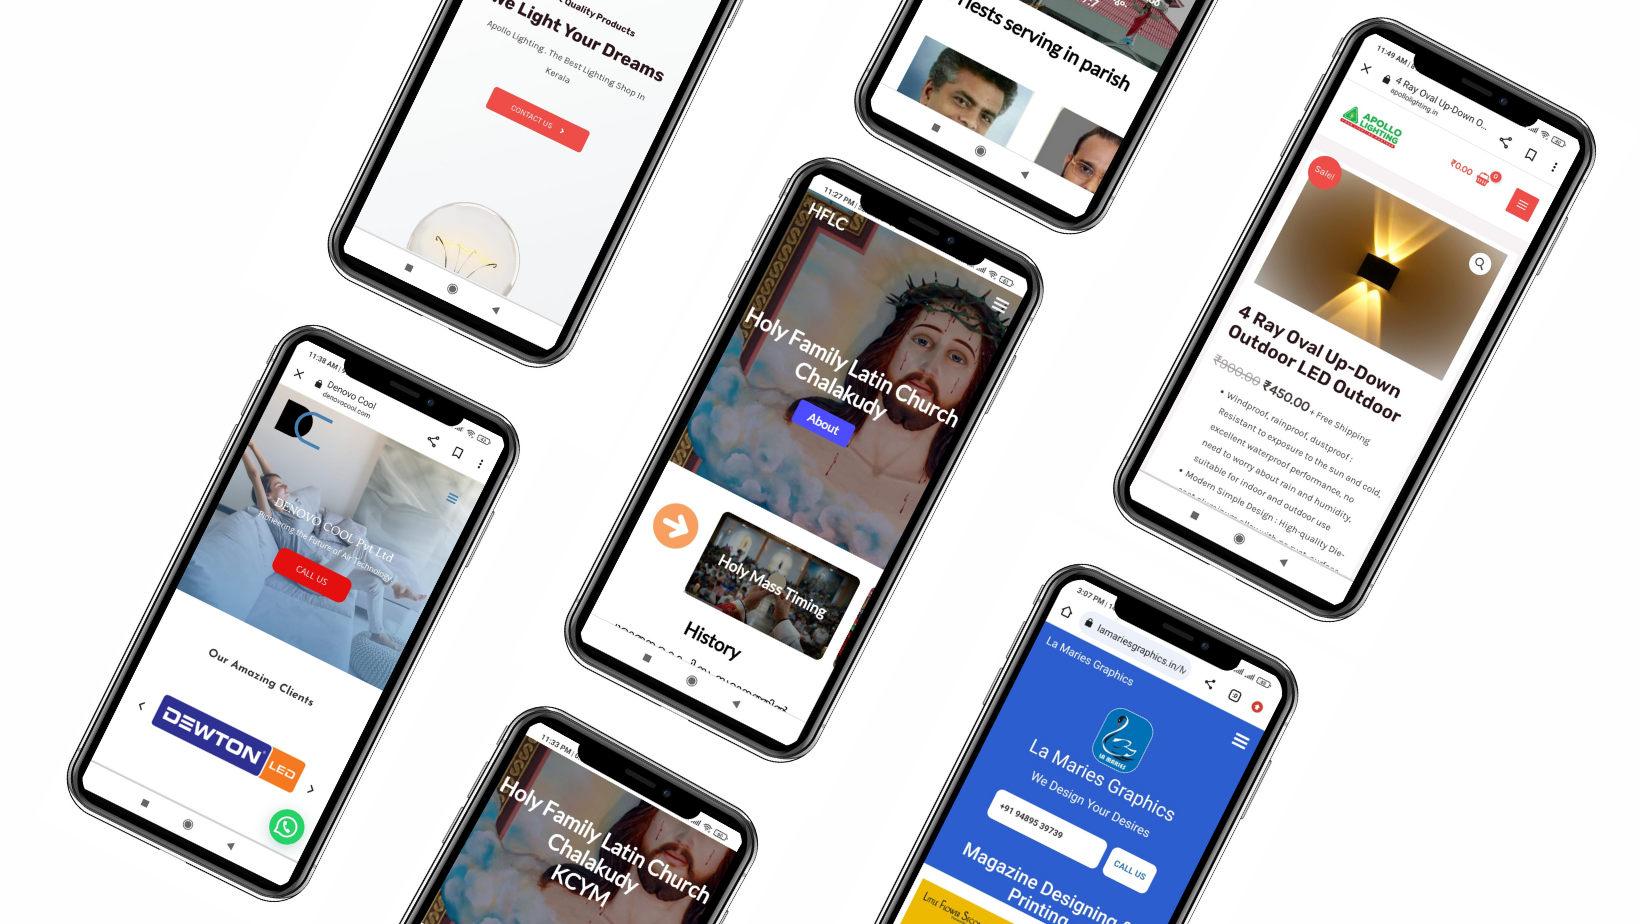 Quality Products
We Light Your Dreams
Apollo Lighting . The Best Lighting Shop In
Kerala
CONTACT US
serving in parish
11:49 AM
4 Ray Oval Up-Down O...
apollolighting.in
APOLLO
LIGHTING
₹0.00
0
Sale!
4 Ray Oval Up-Down
Outdoor LED Outdoor
₹900.00 ₹450.00 + Free Shipping
• Windproof, rainproof, dustproof :
Resistant to exposure to the sun and cold,
excellent waterproof performance, no
need to worry about rain and humidity,
suitable for indoor and outdoor use
• Modern Simple Design : High-quality Die-
11:27 PM
HFLC
Holy Family Latin Church
Chalakudy
About
Holy Mass Timing
History
11:38 AM
Denovo Cool
denovocool.com
DENOVO COOL Pvt Ltd
Pioneering the Future of Air Technology
CALL US
Our Amazing Clients
DEWTON
LED
11:33 PM
Holy Family Latin Church
Chalakudy
KCYM
3:07 PM
lamariesgraphics.in/
La Maries Graphics
LA MARIES
La Maries Graphics
We Design Your Desires
+91 94895 39739
CALL US
Magazine Designing &
Printing
LITTLE FLOWER